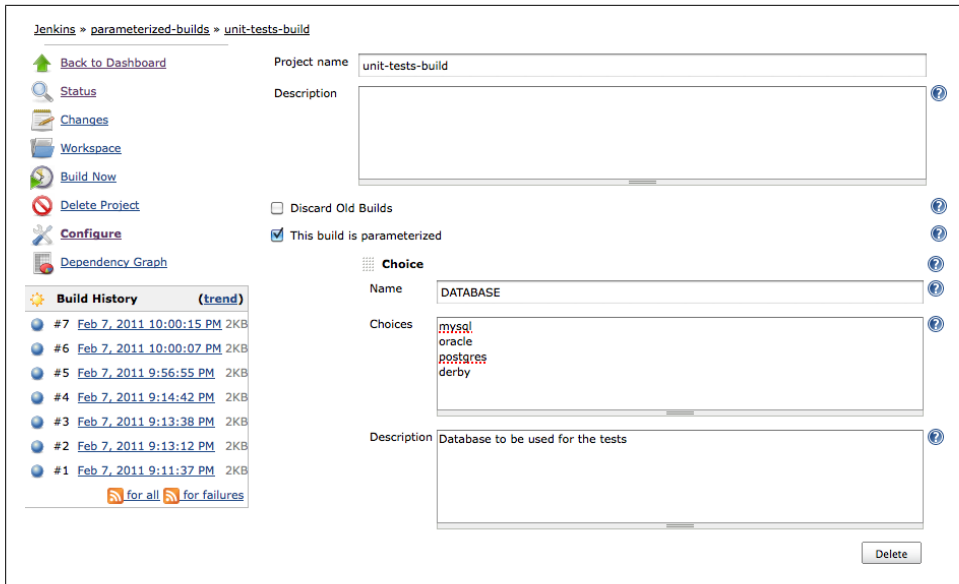 Jenkins » parameterized-builds » unit-tests-build
Back to Dashboard
Status
Changes
Workspace
Build Now
Delete Project
Configure
Dependency Graph
Build History (trend)
#7 Feb 7, 2011 10:00:15 PM 2KB
#6 Feb 7, 2011 10:00:07 PM 2KB
#5 Feb 7, 2011 9:56:55 PM 2KB
#4 Feb 7, 2011 9:14:42 PM 2KB
#3 Feb 7, 2011 9:13:38 PM 2KB
#2 Feb 7, 2011 9:13:12 PM 2KB
#1 Feb 7, 2011 9:11:37 PM 2KB
for all for failures
Project name unit-tests-build
Description
Discard Old Builds
This build is parameterized
Choice
Name DATABASE
Choices mysql
oracle
postgres
derby
Description Database to be used for the tests
Delete